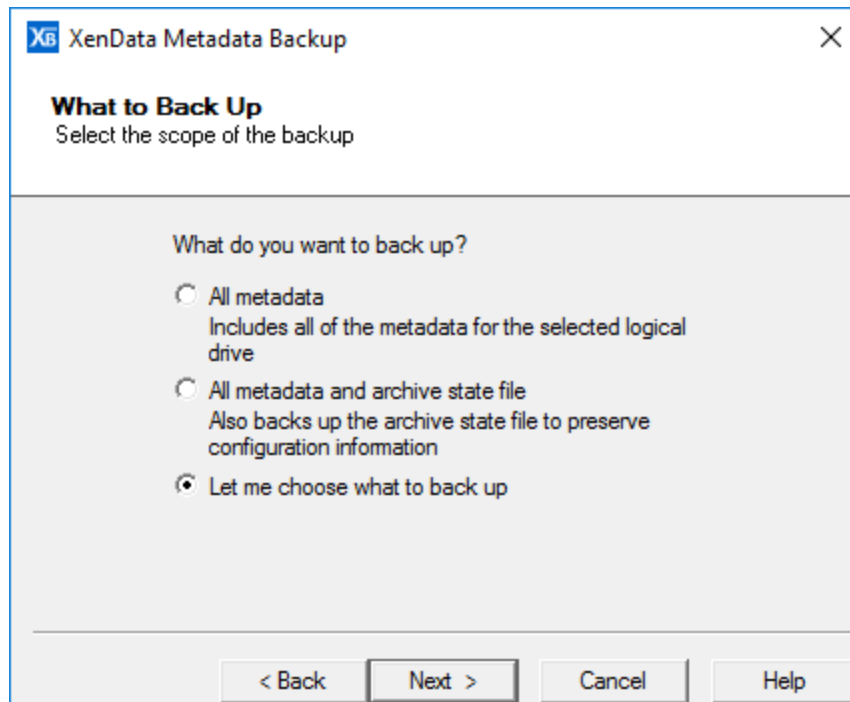 XB XenData Metadata Backup
What to Back Up
Select the scope of the backup
What do you want to back up?
All metadata
Includes all of the metadata for the selected logical
drive
All metadata and archive state file
Also backs up the archive state file to preserve
configuration information
Let me choose what to back up
< Back Next > Cancel Help